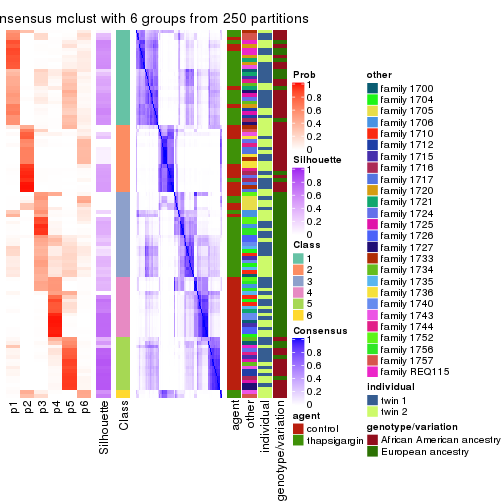 nsensus mclust with 6 groups from 250 partitions
p1
p2
p3
p4
p5
p6
Silhouette
Class
agent
other
individual
genotype/variation
Prob
1
0.8
0.6
0.4
0.2
0
Silhouette
1
0.8
0.6
0.4
0.2
0
Class
1
2
3
4
5
6
Consensus
1
0.8
0.6
0.4
0.2
0
agent
control
thapsigargin
other
family 1700
family 1704
family 1705
family 1706
family 1710
family 1712
family 1715
family 1716
family 1717
family 1720
family 1721
family 1724
family 1725
family 1726
family 1727
family 1733
family 1734
family 1735
family 1736
family 1740
family 1743
family 1744
family 1752
family 1756
family 1757
family REQ115
individual
twin 1
twin 2
genotype/variation
African American ancestry
European ancestry